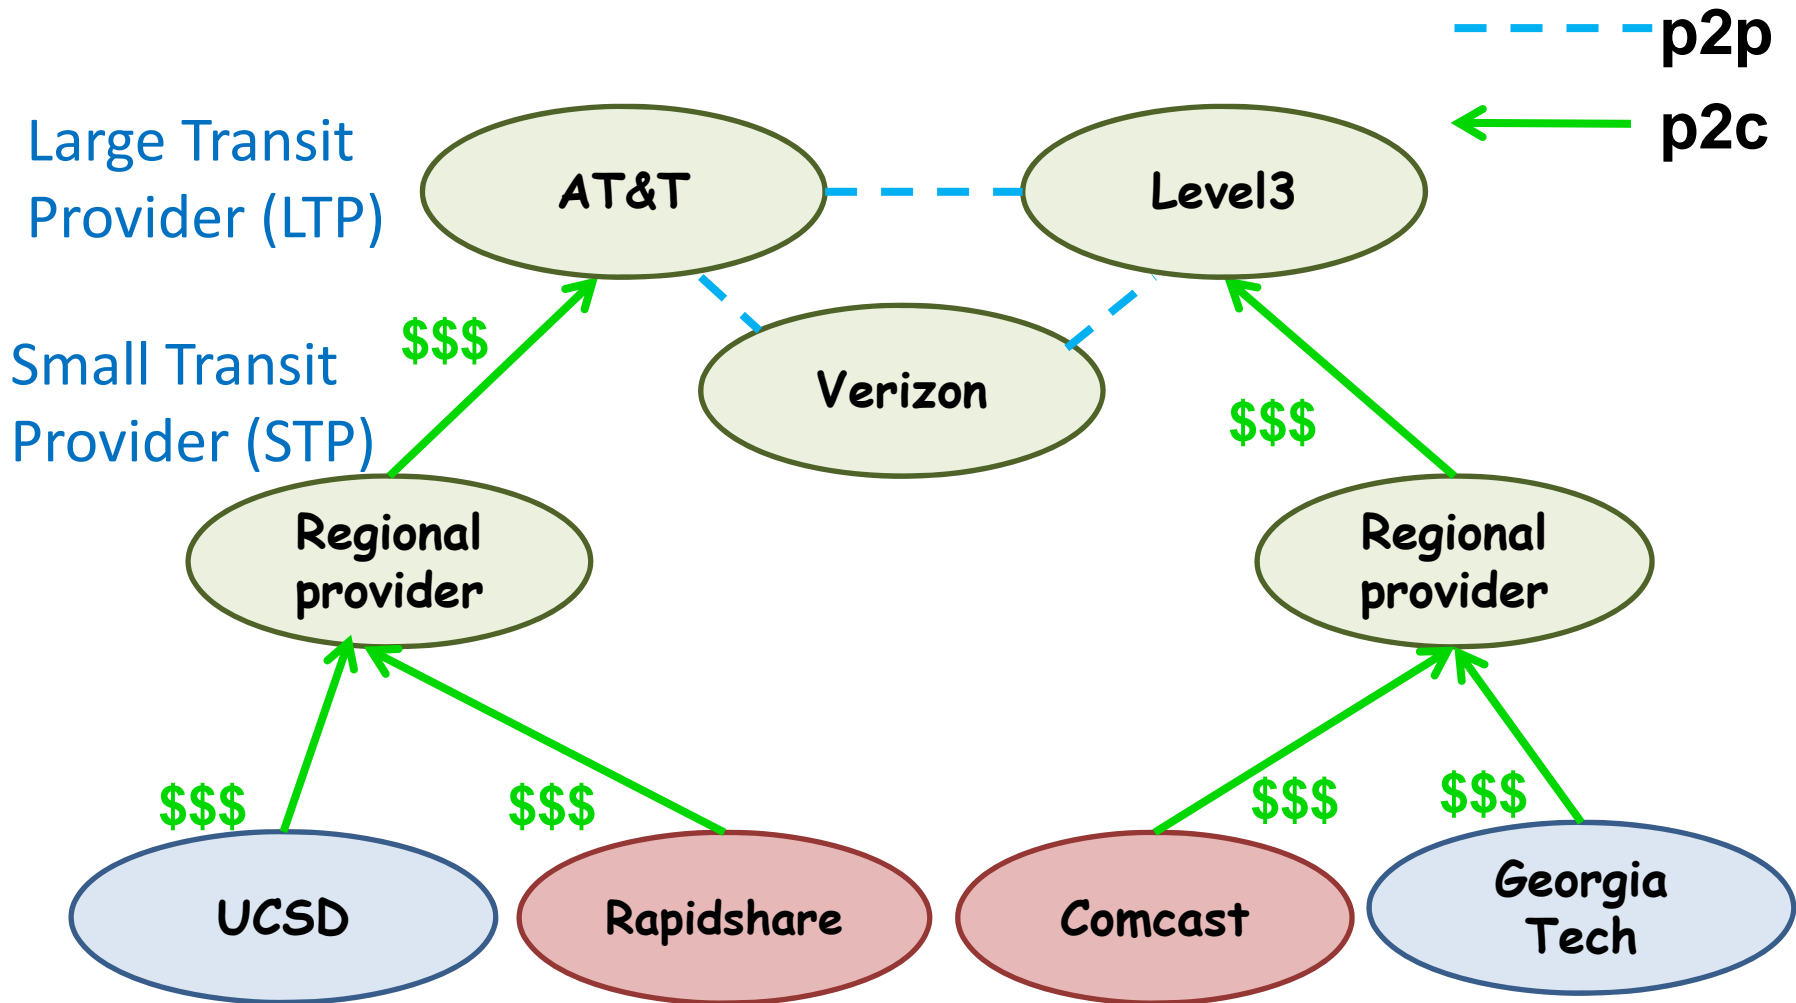 p2p
p2c
Large Transit
Provider (LTP)
AT&T
Level3
$$$
Small Transit
Provider (STP)
Verizon
$$$
Regional
provider
Regional
provider
$$$
$$$
$$$
$$$
UCSD
Rapidshare
Comcast
Georgia
Tech